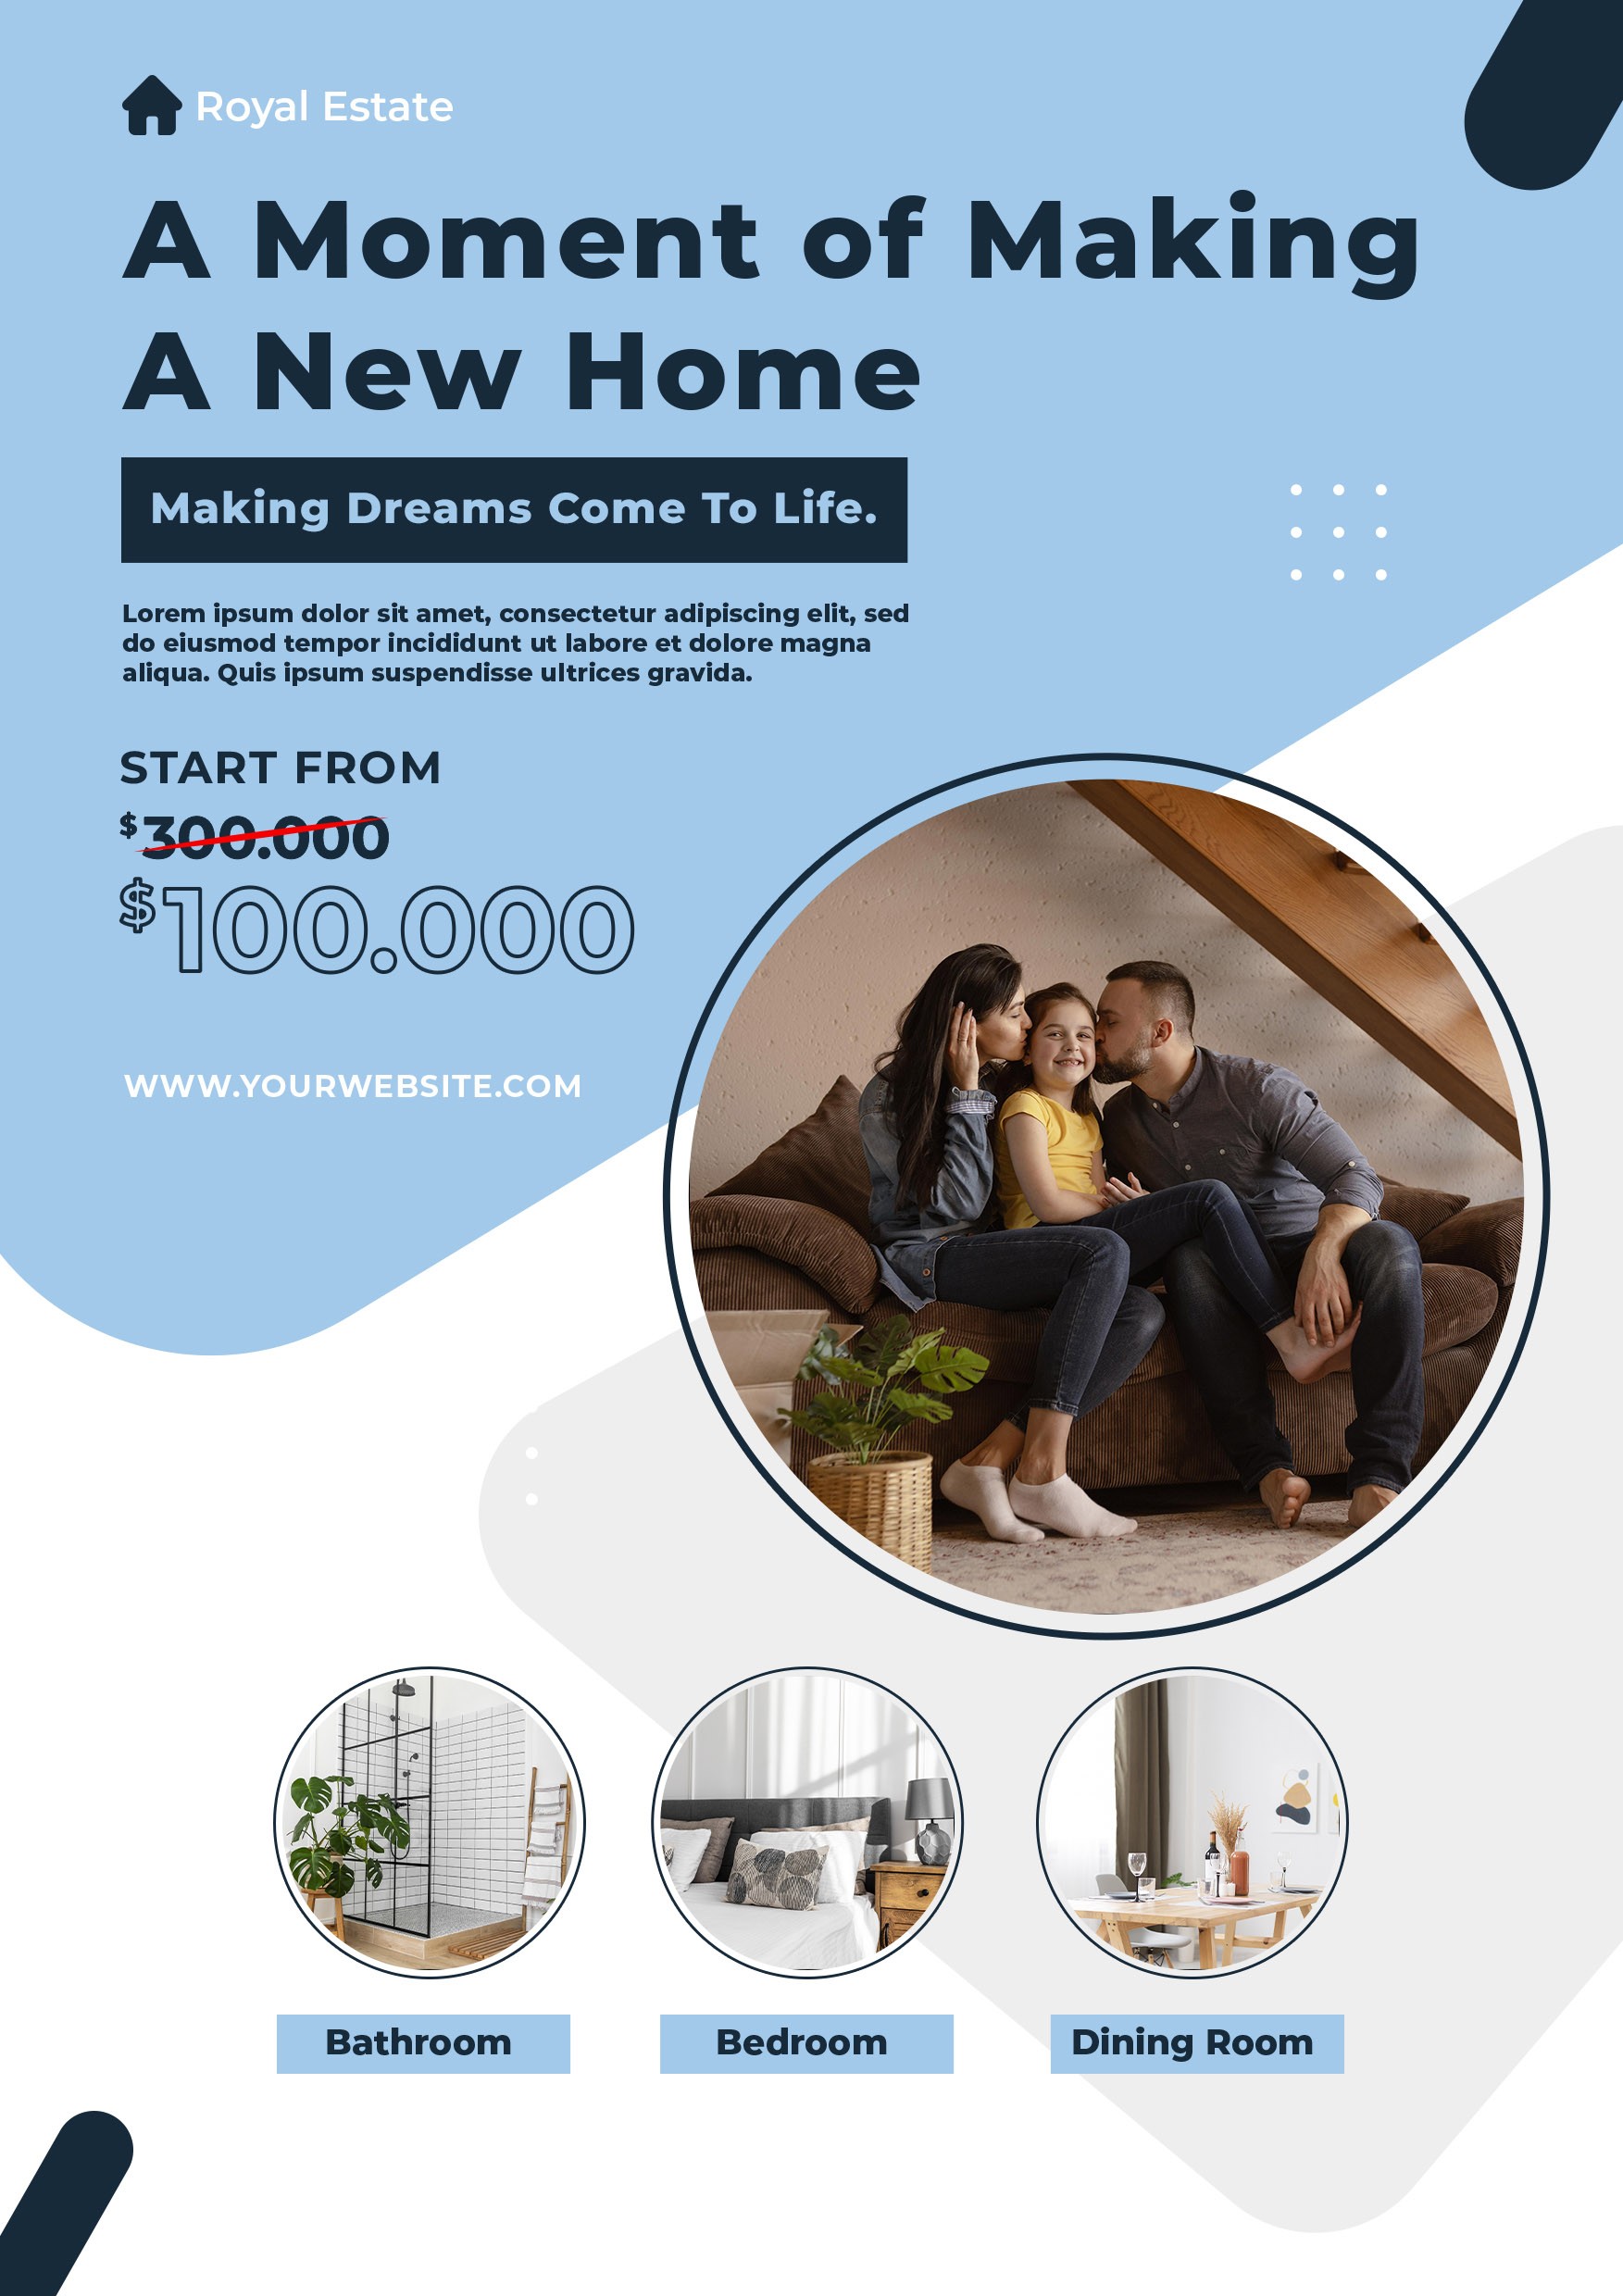 Royal Estate
A Moment of Making
A New Home
Making Dreams Come To Life.
Lorem ipsum dolor sit amet, consectetur adipiscing elit, sed
do eiusmod tempor incididunt ut labore et dolore magna
aliqua. Quis ipsum suspendisse ultrices gravida.
START FROM
$300.000
$100.000
WWW.YOURWEBSITE.COM
Bathroom
Bedroom
Dining Room